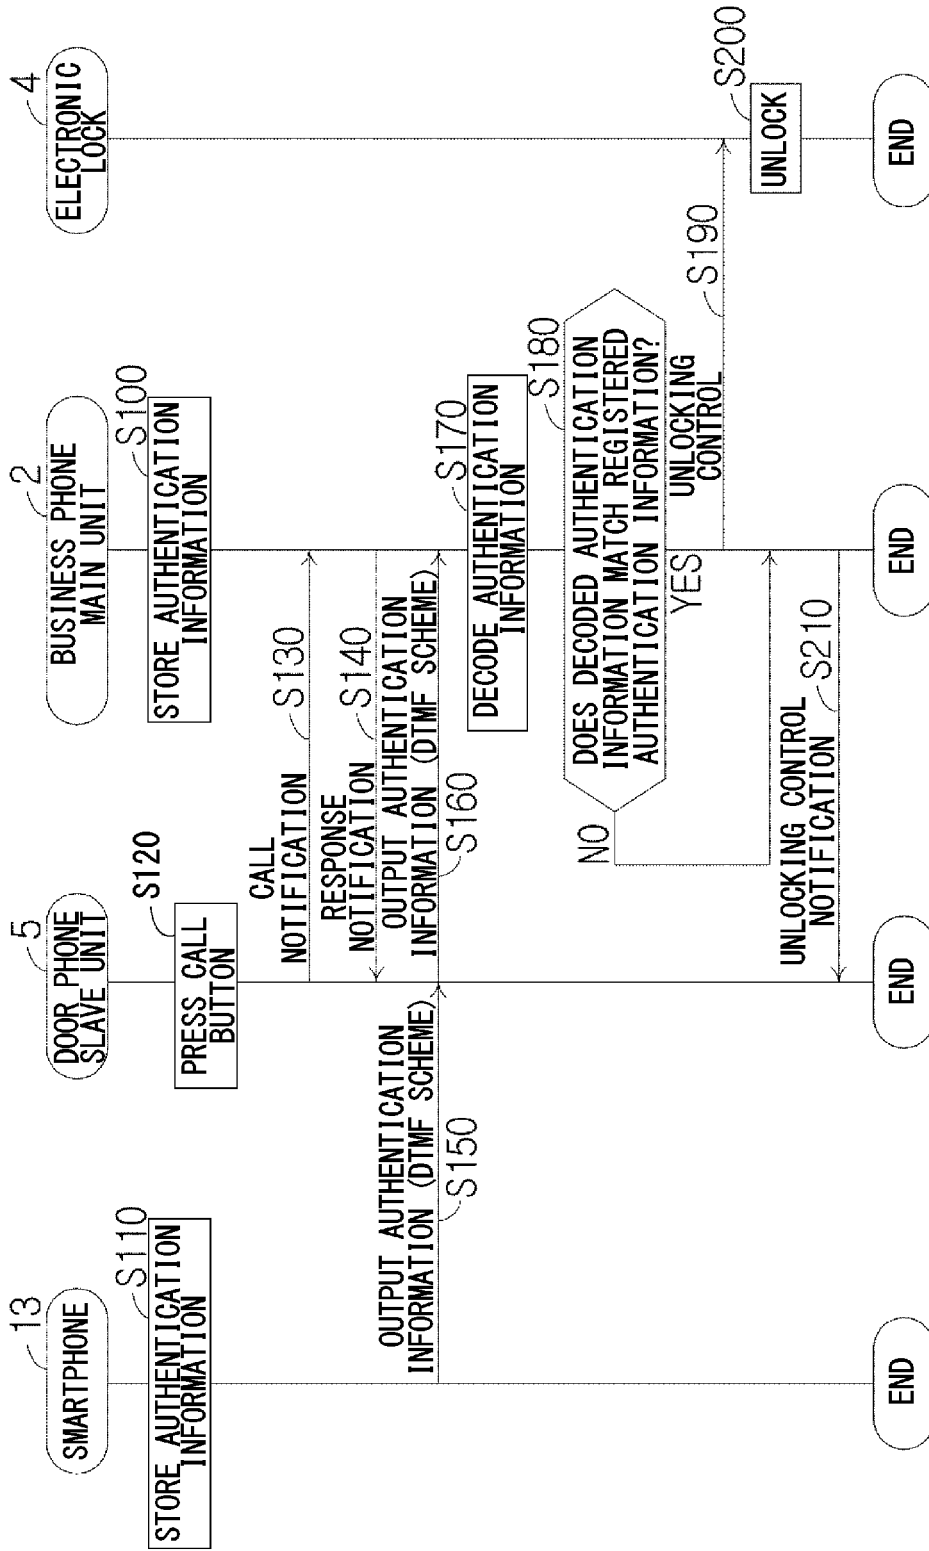 13
SMARTPHONE
5
DOOR PHONE
SLAVE UNIT
2
BUSINESS PHONE
MAIN UNIT
4
ELECTRONIC
LOCK
S110
STORE AUTHENTICATION
INFORMATION
S120
PRESS CALL
BUTTON
S100
STORE AUTHENTICATION
INFORMATION
CALL
NOTIFICATION
S130
RESPONSE
NOTIFICATION
S140
OUTPUT AUTHENTICATION
INFORMATION (DTMF SCHEME)
S150
OUTPUT AUTHENTICATION
INFORMATION (DTMF SCHEME)
S160
S170
DECODE AUTHENTICATION
INFORMATION
S180
DOES DECODED AUTHENTICATION
INFORMATION MATCH REGISTERED
AUTHENTICATION INFORMATION?
NO
YES
UNLOCKING
CONTROL
S190
S200
UNLOCK
UNLOCKING CONTROL
NOTIFICATION
S210
END
END
END
END